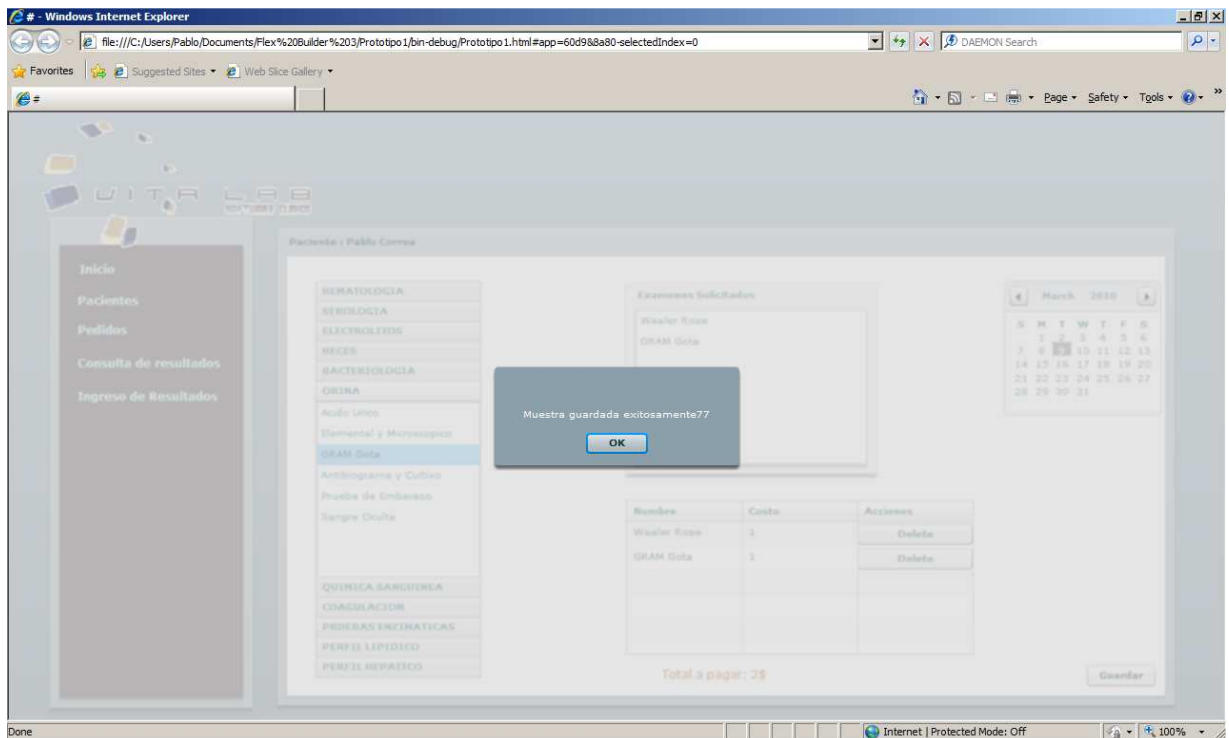 # - Windows Internet Explorer
file:///C:/Users/Pablo/Documents/Flex%20Builder%203/Prototipo1/bin-debug/Prototipo1.html#app=60d9&8a80-selectedIndex=0
DAEMON Search
Favorites
Suggested Sites
Web Slice Gallery
#
Page
Safety
Tools
VITA LAB
Paciente : Pablo Correa
Inicio
Pacientes
Pedidos
Consulta de resultados
Ingreso de Resultados
HEMATOLOGIA
SEROLOGIA
ELECTROLITOS
HECES
BACTERIOLOGIA
ORINA
Acido Urico
Elemental y Microscopico
GRAM Gota
Antibiograma y Cultivo
Prueba de Embarazo
Sangre Oculta
QUIMICA SANGUINEA
COAGULACION
PRUEBAS ENZIMATICAS
PERFIL LIPIDICO
PERFIL HEPATICO
Examenes Solicitados
Waaler Rose
GRAM Gota
Muestra guardada exitosamente77
OK
Nombre Costo Acciones
Waaler Rose 1 Delete
GRAM Gota 1 Delete
Total a pagar: 2$
Guardar
March 2010
S M T W T F S
1 2 3 4 5 6
7 8 9 10 11 12 13
14 15 16 17 18 19 20
21 22 23 24 25 26 27
28 29 30 31
Done
Internet | Protected Mode: Off
100%